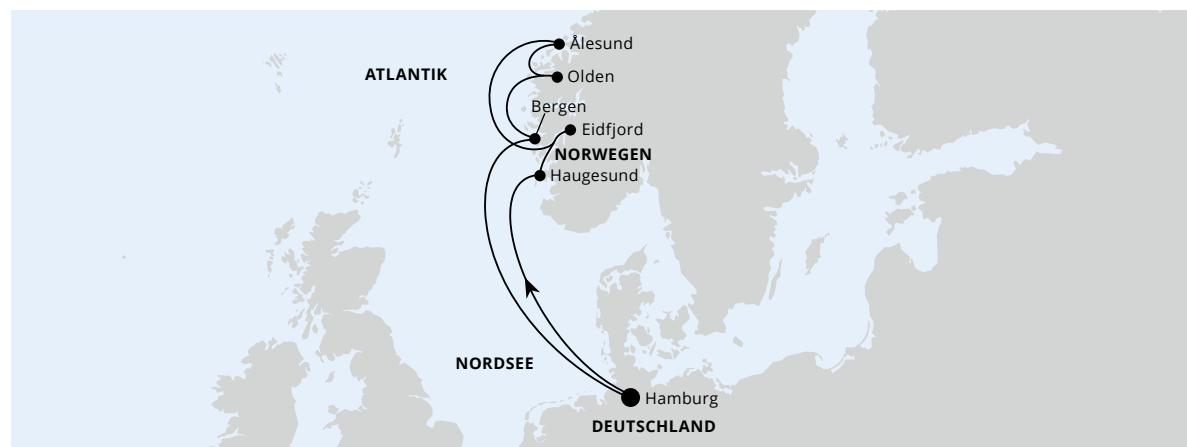 Ålesund
ATLANTIK
Olden
Bergen
Eidfjord
NORWEGEN
Haugesund
NORDSEE
Hamburg
DEUTSCHLAND